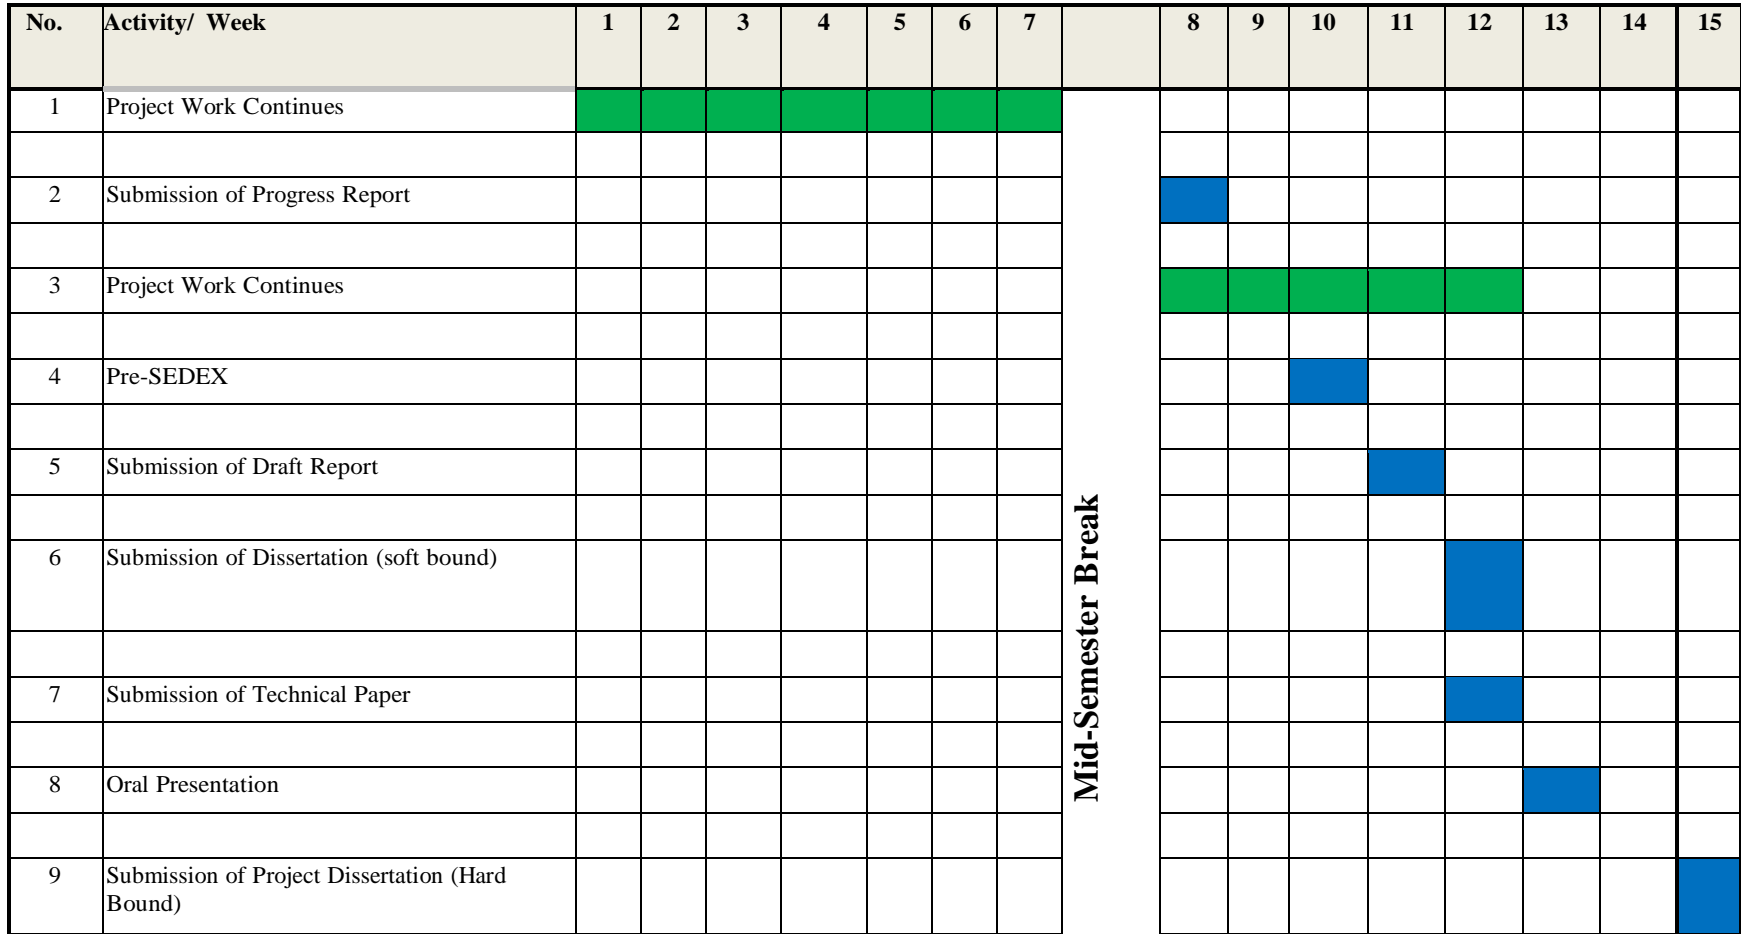 No. Activity/ Week 1 2 3 4 5 6 7 8 9 10 11 12 13 14 15
1 Project Work Continues
2 Submission of Progress Report
3 Project Work Continues
4 Pre-SEDEX
5 Submission of Draft Report
6 Submission of Dissertation (soft bound)
7 Submission of Technical Paper
8 Oral Presentation
9 Submission of Project Dissertation (Hard
Bound)
Mid-Semester Break